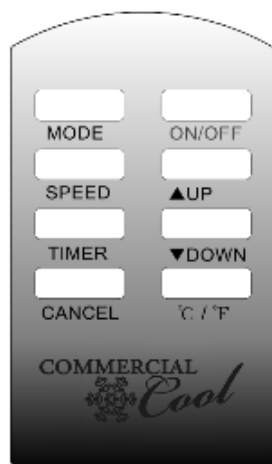 MODE ON/OFF
SPEED ▲UP
TIMER ▼DOWN
CANCEL °C / °F
COMMERCIAL
Cool